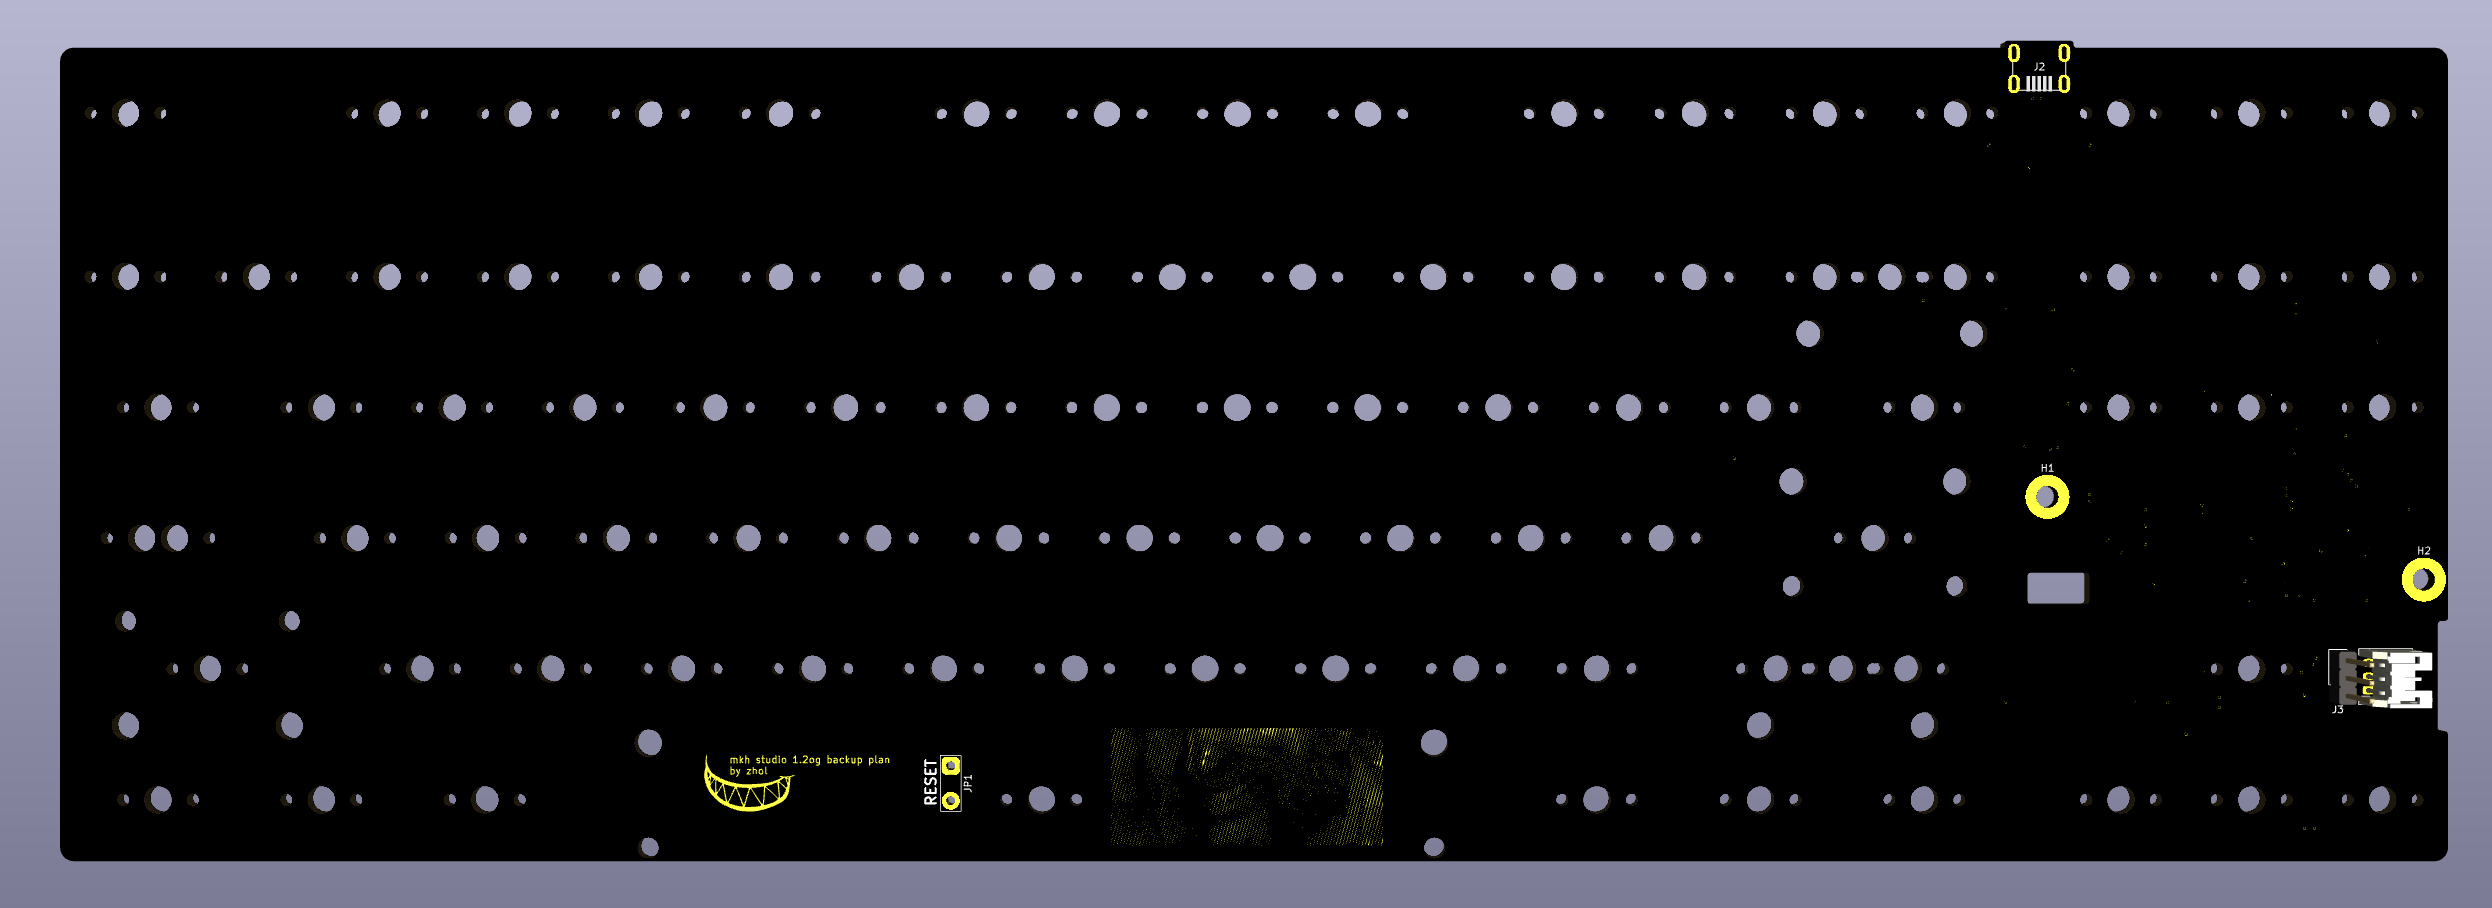 J2
H1
H2
J3
mkh studio 1.2og backup plan
by zhol
RESET
JP1